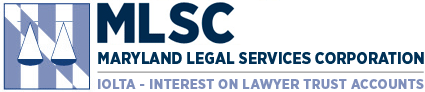 MLSC
MARYLAND LEGAL SERVICES CORPORATION
IOLTA - INTEREST ON LAWYER TRUST ACCOUNTS